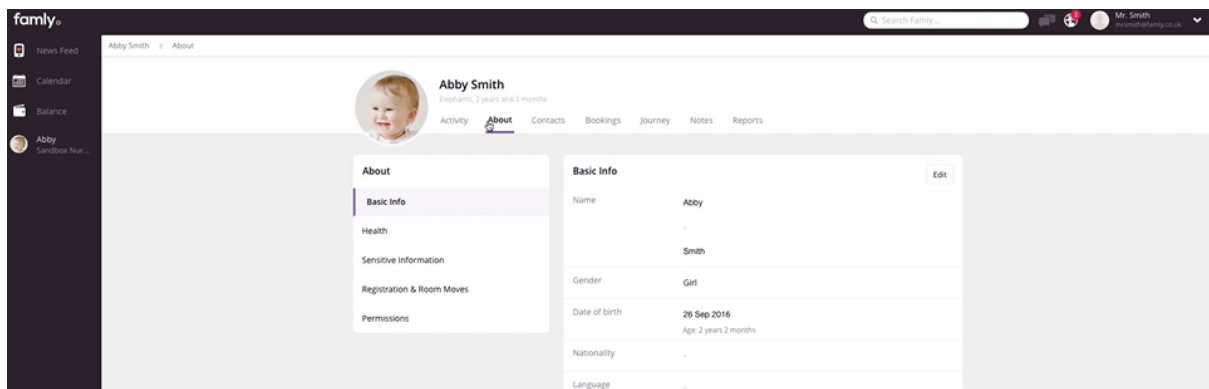 famly
Search Famly...
2
Mr. Smith
mrsmith@famly.co.uk
News Feed
Calendar
Balance
Abby
Sandbox Nur...
Abby Smith > About
Abby Smith
Elephants, 2 years and 2 months
Activity About Contacts Bookings Journey Notes Reports
About
Basic Info
Health
Sensitive Information
Registration & Room Moves
Permissions
Basic Info
Edit
Name
Abby
-
Smith
Gender
Girl
Date of birth
26 Sep 2016
Age: 2 years 2 months
Nationality
-
Language
-